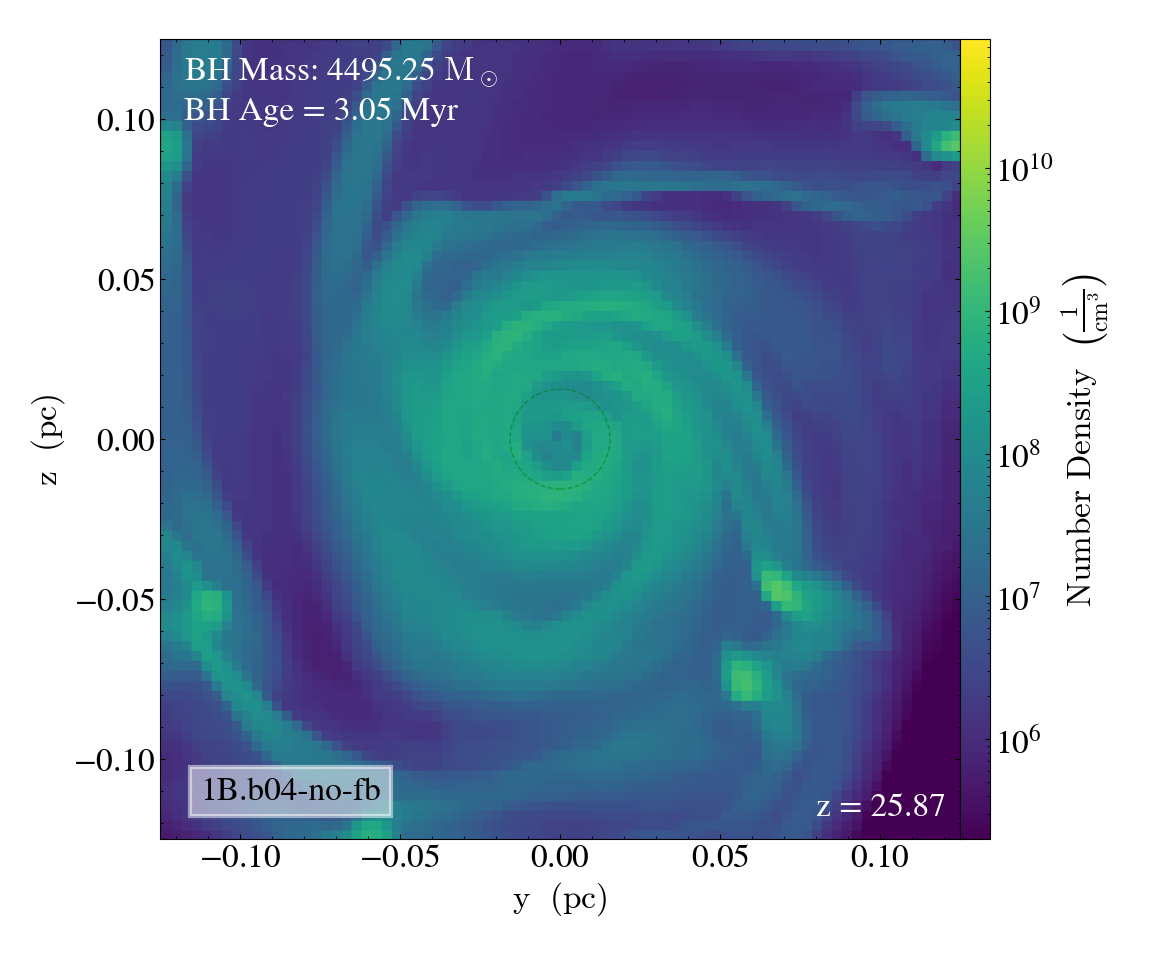 BH Mass: 4495.25 M⊙
BH Age = 3.05 Myr
0.10
0.05
0.00
−0.05
−0.10
z (pc)
1B.b04-no-fb
z = 25.87
−0.10 −0.05 0.00 0.05 0.10
y (pc)
10¹⁰
10⁹
10⁸
10⁷
10⁶
Number Density (1/cm³)